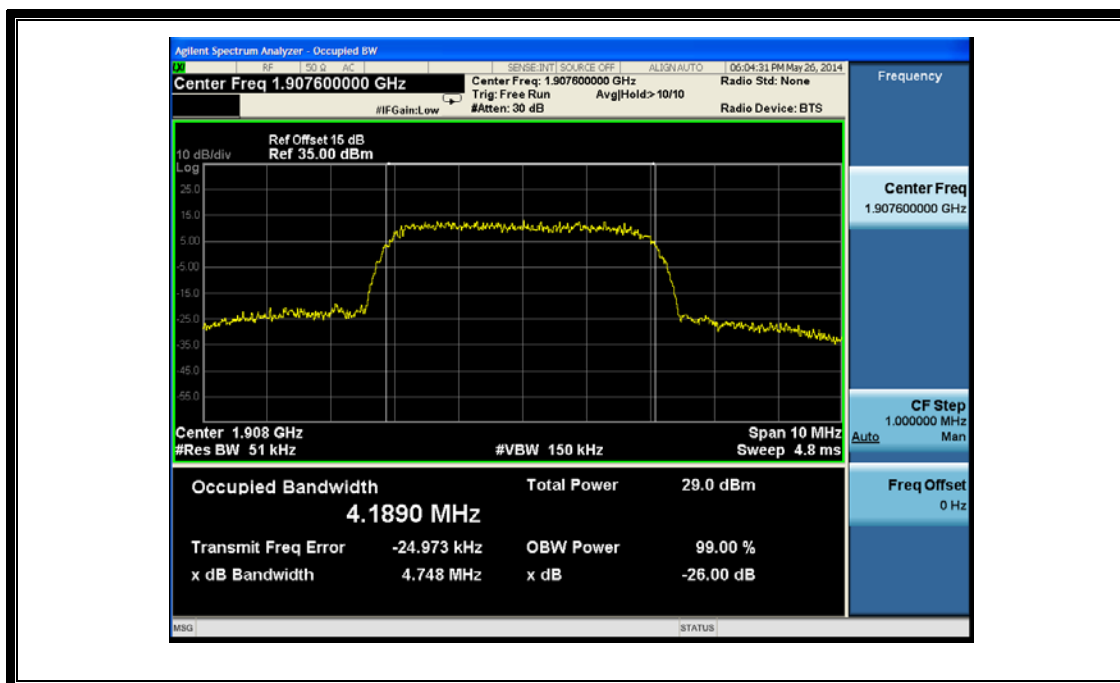 Agilent Spectrum Analyzer - Occupied BW
LXI RF 50 Ω AC SENSE:INT SOURCE OFF ALIGN AUTO 06:04:31 PM May 26, 2014
Center Freq 1.907600000 GHz
Center Freq: 1.907600000 GHz
Radio Std: None
Trig: Free Run Avg|Hold:>10/10
#IFGain:Low #Atten: 30 dB Radio Device: BTS
Frequency
Ref Offset 15 dB
10 dB/div Ref 35.00 dBm
Log
25.0
15.0
5.00
-5.00
-15.0
-25.0
-35.0
-45.0
-55.0
Center 1.908 GHz Span 10 MHz
#Res BW 51 kHz #VBW 150 kHz Sweep 4.8 ms
Occupied Bandwidth Total Power 29.0 dBm
4.1890 MHz
Transmit Freq Error -24.973 kHz OBW Power 99.00 %
x dB Bandwidth 4.748 MHz x dB -26.00 dB
Center Freq
1.907600000 GHz
CF Step
1.000000 MHz
Auto Man
Freq Offset
0 Hz
MSG STATUS